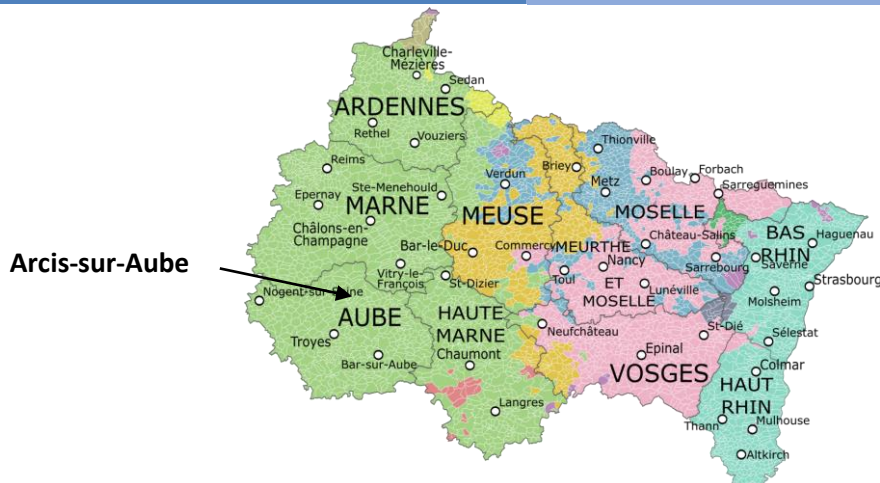 Charleville-
Mézières
Sedan
ARDENNES
Rethel
Vouziers
Thionville
Reims
Briey
Boulay
Forbach
Verdun
Metz
Sarreguemines
Epernay
Ste-Menehould
MARNE
MEUSE
MOSELLE
Châlons-en-
Champagne
BAS
RHIN
Haguenau
Bar-le-Duc
Commercy
MEURTHE
Château-Salins
Arcis-sur-Aube
Vitry-le-
François
St-Dizier
Toul
Nancy
Sarrebourg
Saverne
Strasbourg
Nogent-sur-Seine
ET
MOSELLE
Lunéville
Molsheim
AUBE
HAUTE
MARNE
Neufchâteau
St-Dié
Sélestat
Troyes
Chaumont
Epinal
Bar-sur-Aube
VOSGES
Colmar
HAUT
RHIN
Langres
Thann
Mulhouse
Altkirch